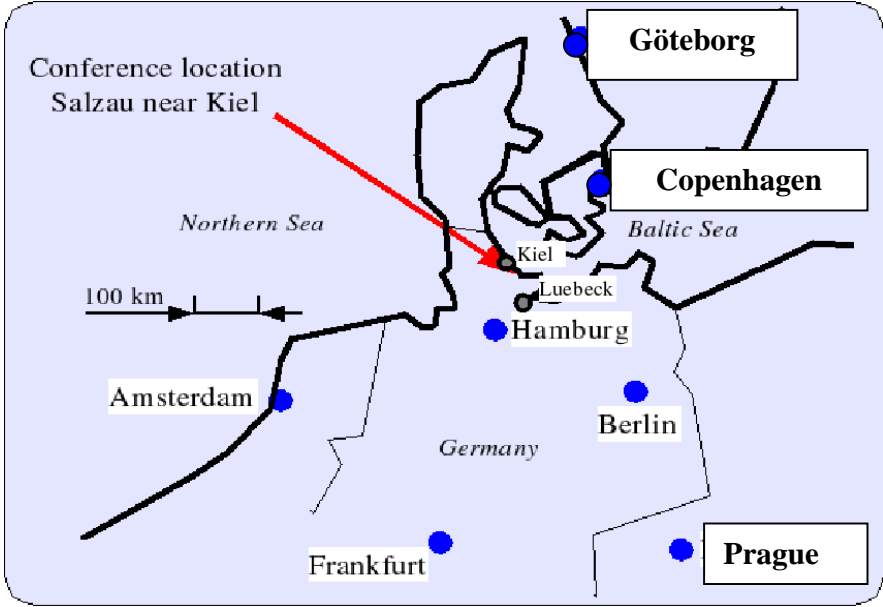 Göteborg
Conference location
Salzau near Kiel
Copenhagen
Northern Sea
Baltic Sea
Kiel
Luebeck
100 km
Hamburg
Amsterdam
Berlin
Germany
Frankfurt
Prague